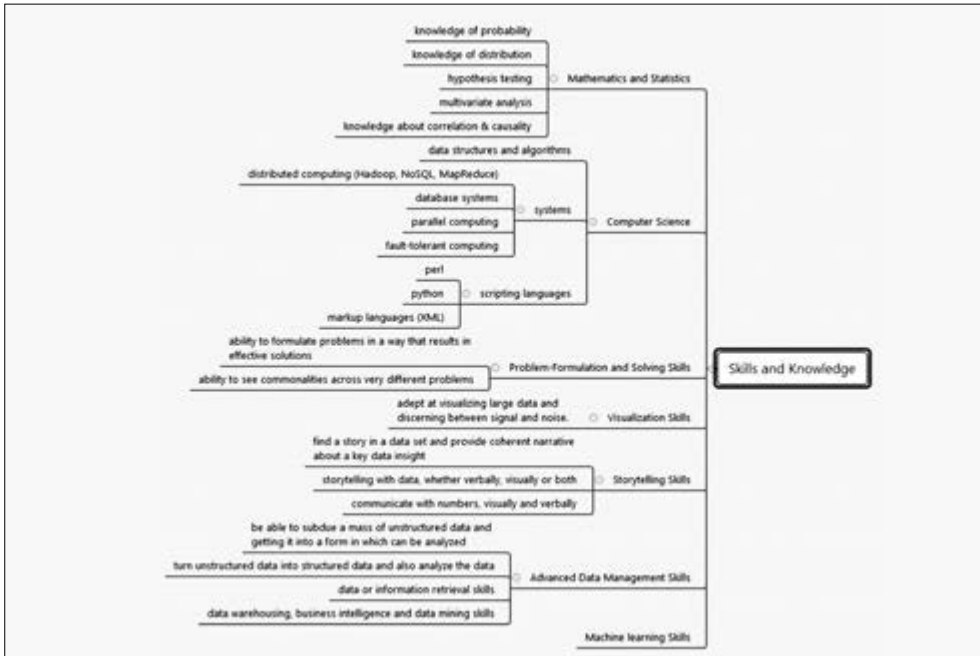 knowledge of probability
knowledge of distribution
hypothesis testing
Mathematics and Statistics
multivariate analysis
knowledge about correlation & causality
data structures and algorithms
distributed computing (Hadoop, NoSQL, MapReduce)
database systems
systems
parallel computing
Computer Science
fault-tolerant computing
perl
python
scripting languages
markup languages (XML)
ability to formulate problems in a way that results in
effective solutions
Problem-Formulation and Solving Skills
Skills and Knowledge
ability to see commonalities across very different problems
adept at visualizing large data and
discerning between signal and noise.
Visualization Skills
find a story in a data set and provide coherent narrative
about a key data insight
storytelling with data, whether verbally, visually or both
Storytelling Skills
communicate with numbers, visually and verbally
be able to subdue a mass of unstructured data and
getting it into a form in which can be analyzed
turn unstructured data into structured data and also analyze the data
Advanced Data Management Skills
data or information retrieval skills
data warehousing, business intelligence and data mining skills
Machine learning Skills